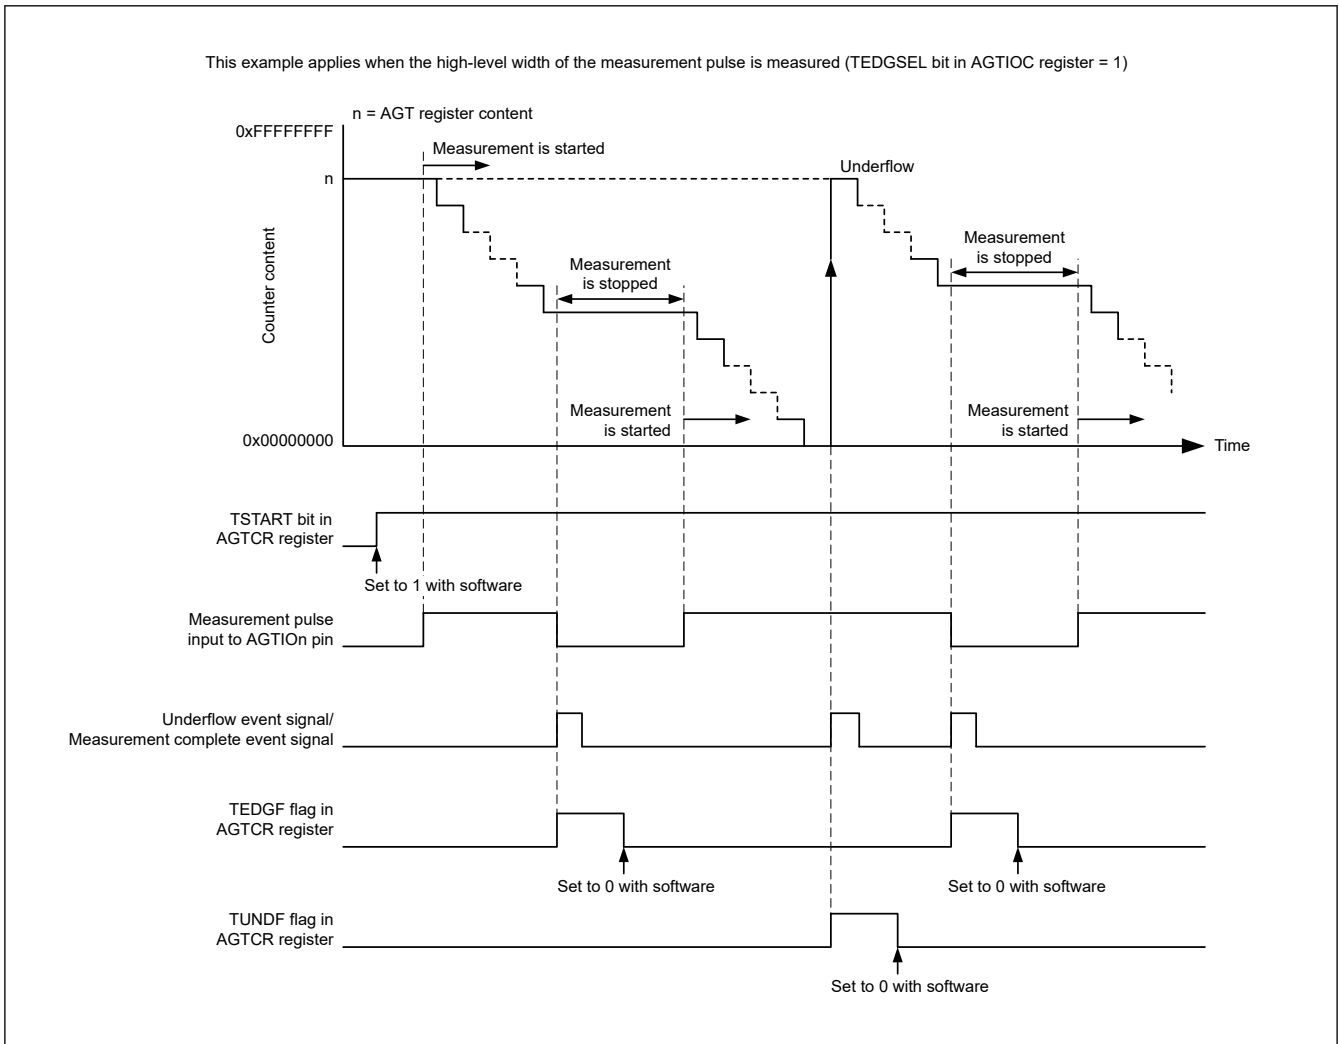 This example applies when the high-level width of the measurement pulse is measured (TEDGSEL bit in AGTIOC register = 1)
n = AGT register content
0xFFFFFFFF
Measurement is started
Underflow
n
Counter content
Measurement
is stopped
Measurement
is stopped
Measurement
is started
Measurement
is started
0x00000000
Time
TSTART bit in
AGTCR register
Set to 1 with software
Measurement pulse
input to AGTIOn pin
Underflow event signal/
Measurement complete event signal
TEDGF flag in
AGTCR register
Set to 0 with software
Set to 0 with software
TUNDF flag in
AGTCR register
Set to 0 with software